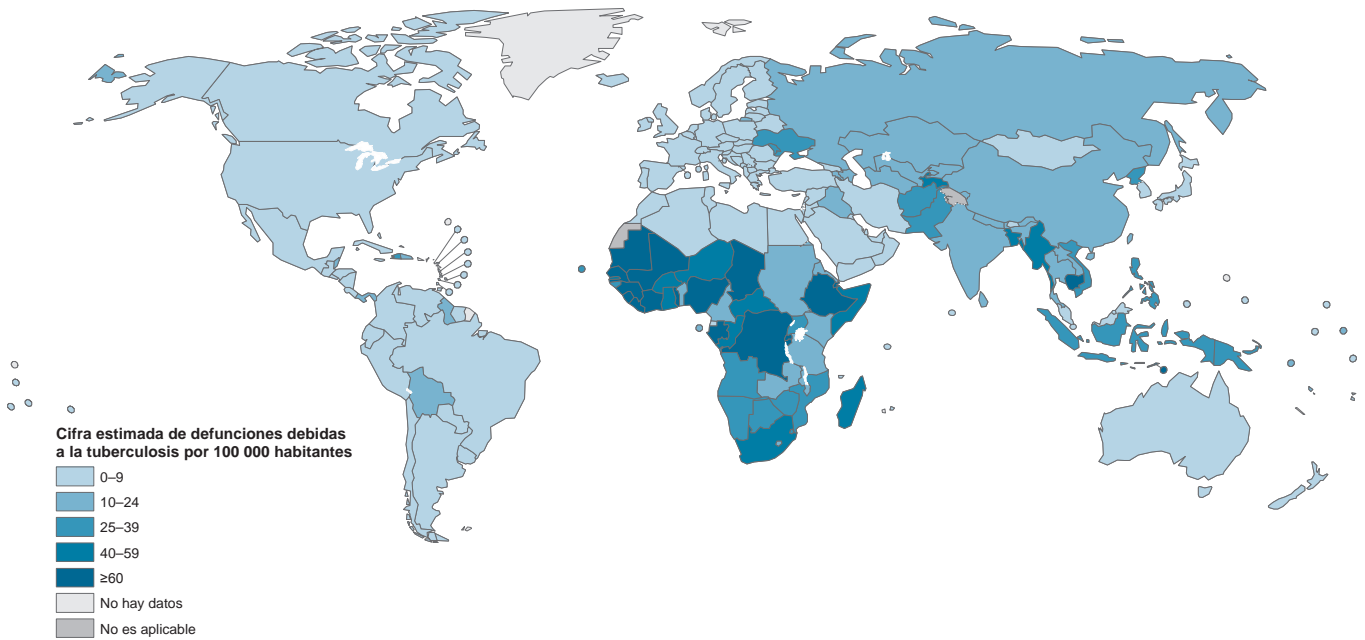 Cifra estimada de defunciones debidas
a la tuberculosis por 100 000 habitantes
0–9
10–24
25–39
40–59
≥60
No hay datos
No es aplicable